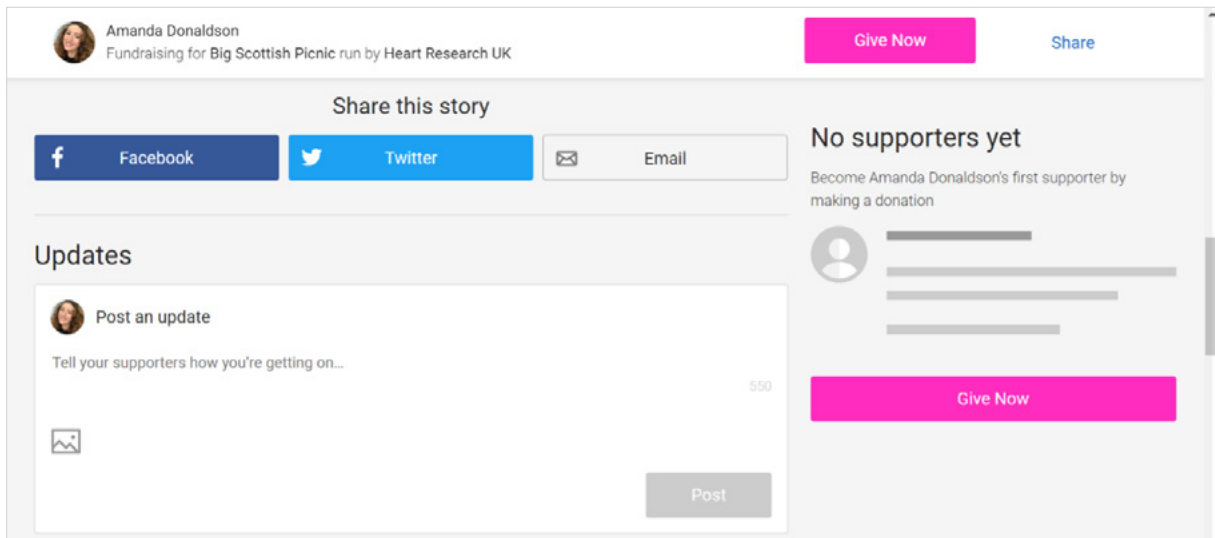 Amanda Donaldson
Fundraising for Big Scottish Picnic run by Heart Research UK
Give Now
Share
Share this story
Facebook
Twitter
Email
Updates
Post an update
Tell your supporters how you're getting on...
550
Post
No supporters yet
Become Amanda Donaldson's first supporter by
making a donation
Give Now